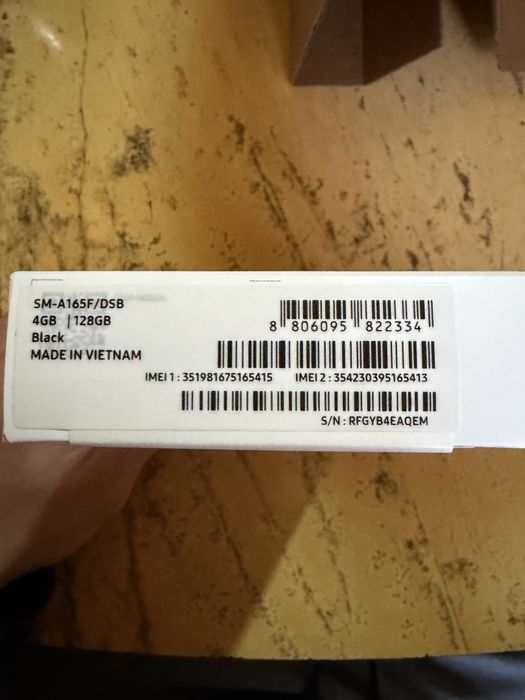 SM-A165F/DSB
4GB | 128GB
Black
MADE IN VIETNAM
8 806095 822334
IMEI 1 : 351981675165415 IMEI 2 : 354230395165413
S/N : RFGYB4EAQEM